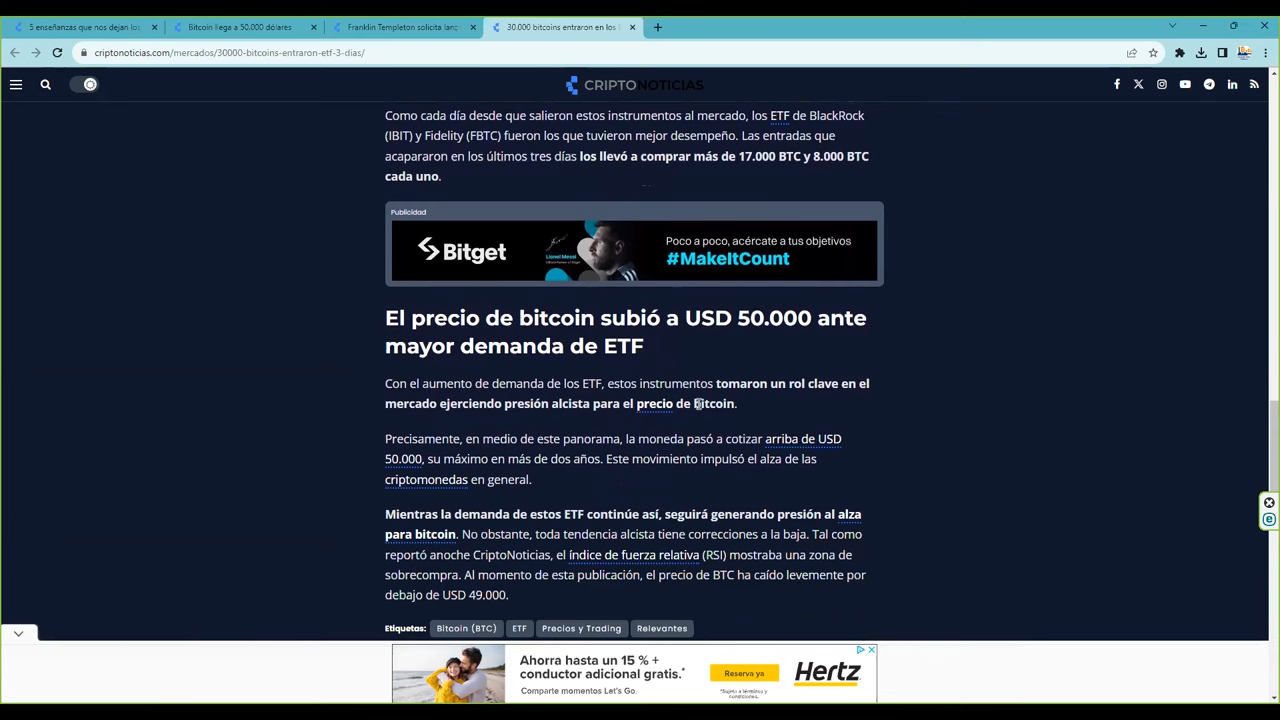 5 enseñanzas que nos dejan los
Bitcoin llega a 50.000 dólares
Franklin Templeton solicita lanz
30.000 bitcoins entraron en los
criptonoticias.com/mercados/30000-bitcoins-entraron-etf-3-dias/
CRIPTONOTICIAS
Como cada día desde que salieron estos instrumentos al mercado, los ETF de BlackRock
(IBIT) y Fidelity (FBTC) fueron los que tuvieron mejor desempeño. Las entradas que
acapararon en los últimos tres días los llevó a comprar más de 17.000 BTC y 8.000 BTC
cada uno.
Publicidad
Bitget
Lionel Messi
Poco a poco, acércate a tus objetivos
#MakeItCount
El precio de bitcoin subió a USD 50.000 ante
mayor demanda de ETF
Con el aumento de demanda de los ETF, estos instrumentos tomaron un rol clave en el
mercado ejerciendo presión alcista para el precio de Bitcoin.
Precisamente, en medio de este panorama, la moneda pasó a cotizar arriba de USD
50.000, su máximo en más de dos años. Este movimiento impulsó el alza de las
criptomonedas en general.
Mientras la demanda de estos ETF continúe así, seguirá generando presión al alza
para bitcoin. No obstante, toda tendencia alcista tiene correcciones a la baja. Tal como
reportó anoche CriptoNoticias, el índice de fuerza relativa (RSI) mostraba una zona de
sobrecompra. Al momento de esta publicación, el precio de BTC ha caído levemente por
debajo de USD 49.000.
Etiquetas: Bitcoin (BTC) ETF Precios y Trading Relevantes
Ahorra hasta un 15 % +
conductor adicional gratis.*
Comparte momentos Let's Go.
Reserva ya
*Sujeto a términos y
condiciones.
Hertz